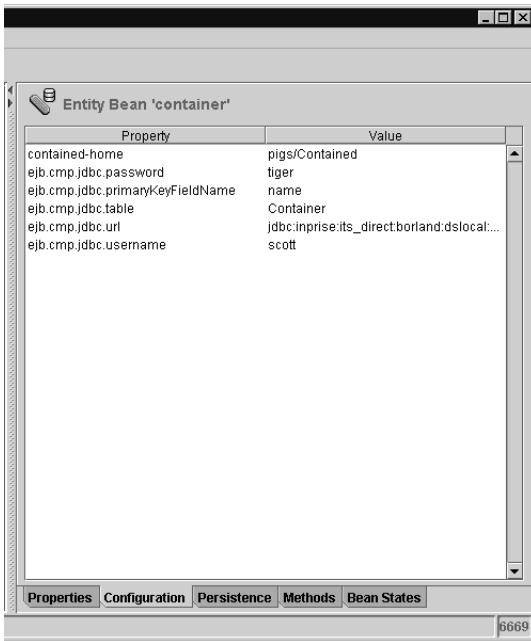 Entity Bean 'container'
Property Value
contained-home pigs/Contained
ejb.cmp.jdbc.password tiger
ejb.cmp.jdbc.primaryKeyFieldName name
ejb.cmp.jdbc.table Container
ejb.cmp.jdbc.url jdbc:inprise:its_direct:borland:dslocal:...
ejb.cmp.jdbc.username scott
Properties Configuration Persistence Methods Bean States
6669